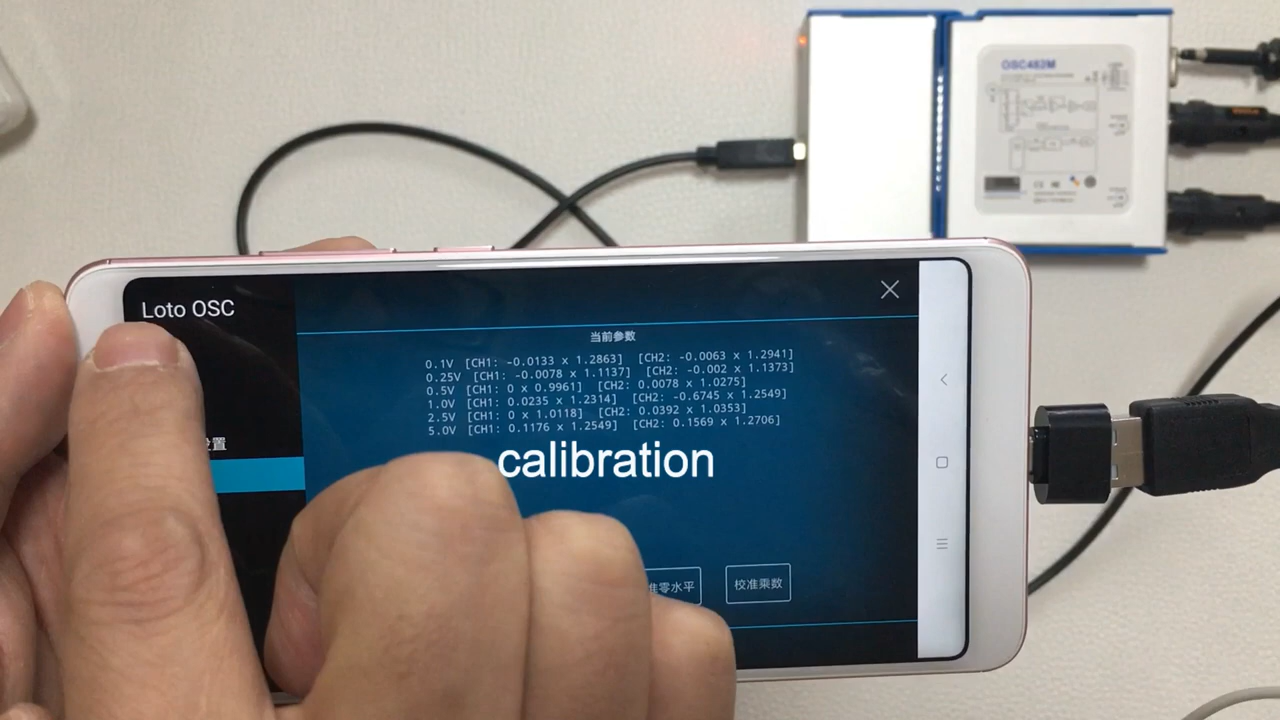 OSC482M
Loto OSC
当前参数
0.1V [CH1: -0.0133 x 1.2863] [CH2: -0.0063 x 1.2941]
0.25V [CH1: -0.0078 x 1.1137] [CH2: -0.002 x 1.1373]
0.5V [CH1: 0 x 0.9961] [CH2: 0.0078 x 1.0275]
1.0V [CH1: 0.0235 x 1.2314] [CH2: -0.6745 x 1.2549]
2.5V [CH1: 0 x 1.0118] [CH2: 0.0392 x 1.0353]
5.0V [CH1: 0.1176 x 1.2549] [CH2: 0.1569 x 1.2706]
置
calibration
准零水平
校准乘数